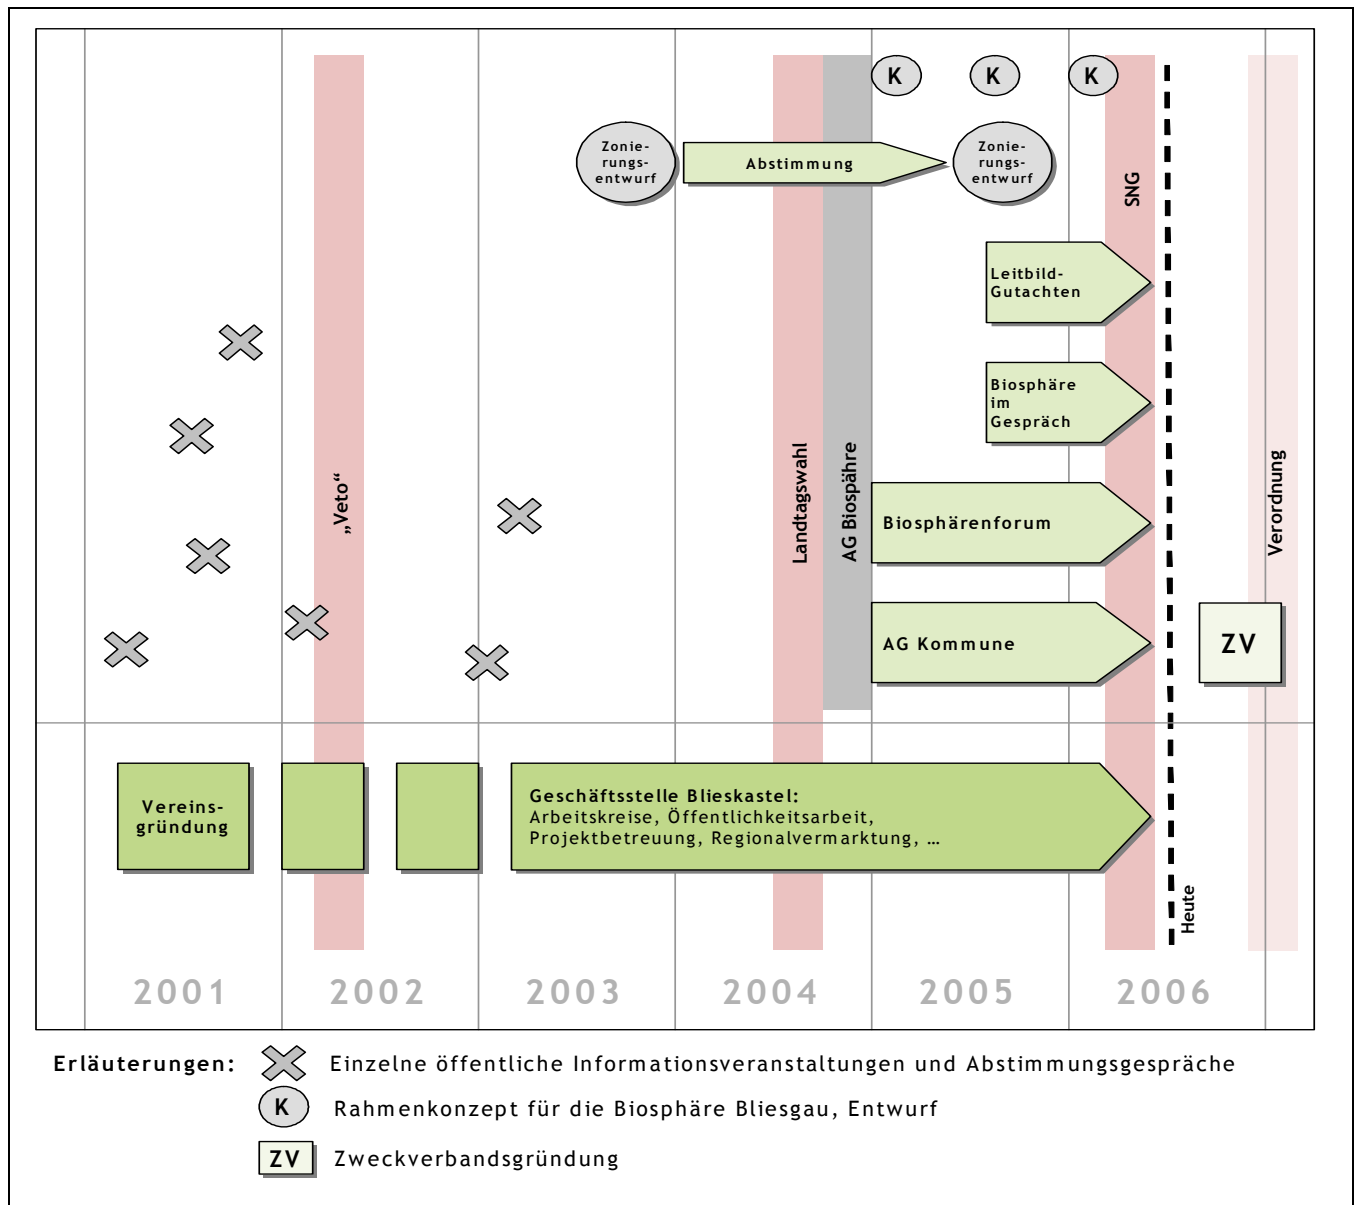 K
K
K
Zonie-
rungs-
entwurf
Abstimmung
Zonie-
rungs-
entwurf
SNG
Leitbild-
Gutachten
Biosphäre
im
Gespräch
„Veto“
Landtagswahl
AG Biospähre
Biosphärenforum
Verordnung
AG Kommune
ZV
Vereins-
gründung
Geschäftsstelle Blieskastel:
Arbeitskreise, Öffentlichkeitsarbeit,
Projektbetreuung, Regionalvermarktung, …
Heute
2001 2002 2003 2004 2005 2006
Erläuterungen: Einzelne öffentliche Informationsveranstaltungen und Abstimmungsgespräche
K Rahmenkonzept für die Biosphäre Bliesgau, Entwurf
ZV Zweckverbandsgründung